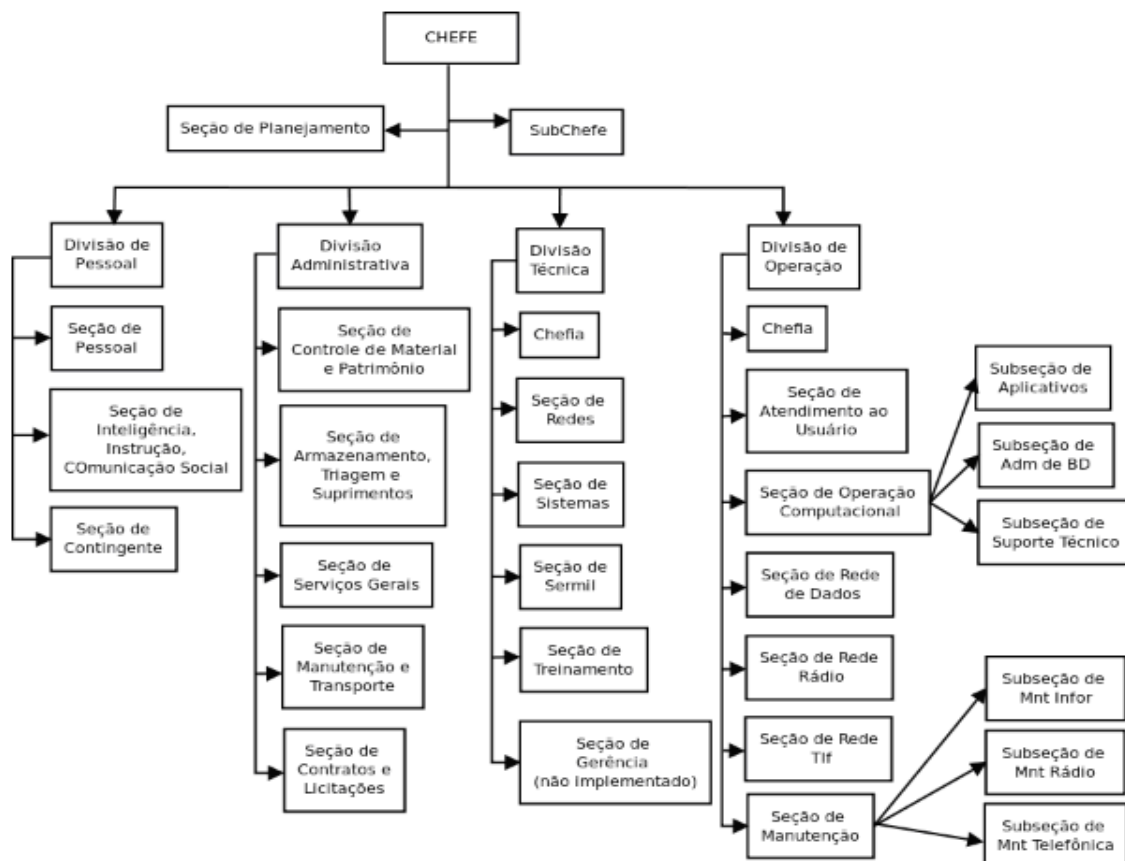 CHEFE
Seção de Planejamento
SubChefe
Divisão de
Pessoal
Seção de
Pessoal
Seção de
Inteligência,
Instrução,
COmunicação Social
Seção de
Contingente
Divisão
Administrativa
Seção de
Controle de Material
e Patrimônio
Seção de
Armazenamento,
Triagem e
Suprimentos
Seção de
Serviços Gerais
Seção de
Manutenção e
Transporte
Seção de
Contratos e
Licitações
Divisão
Técnica
Chefia
Seção de
Redes
Seção de
Sistemas
Seção de
Sermil
Seção de
Treinamento
Seção de
Gerência
(não Implementado)
Divisão de
Operação
Chefia
Seção de
Atendimento ao
Usuário
Seção de Operação
Computacional
Subseção de
Aplicativos
Subseção de
Adm de BD
Subseção de
Suporte Técnico
Seção de Rede
de Dados
Seção de Rede
Rádio
Seção de Rede
Tlf
Seção de
Manutenção
Subseção de
Mnt Infor
Subseção de
Mnt Rádio
Subseção de
Mnt Telefônica